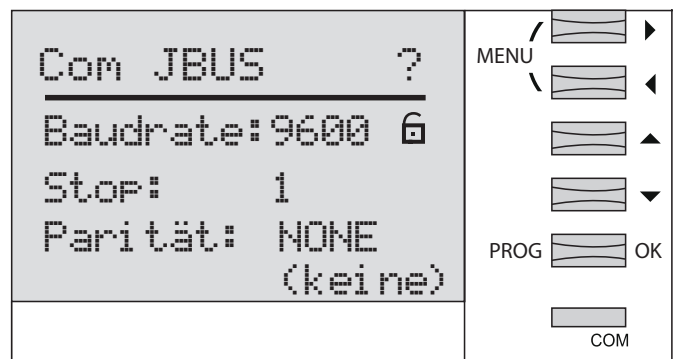 Com JBUS ?
Baudrate:9600
Stop: 1
Parität: NONE
(keine)
MENU
PROG OK
COM